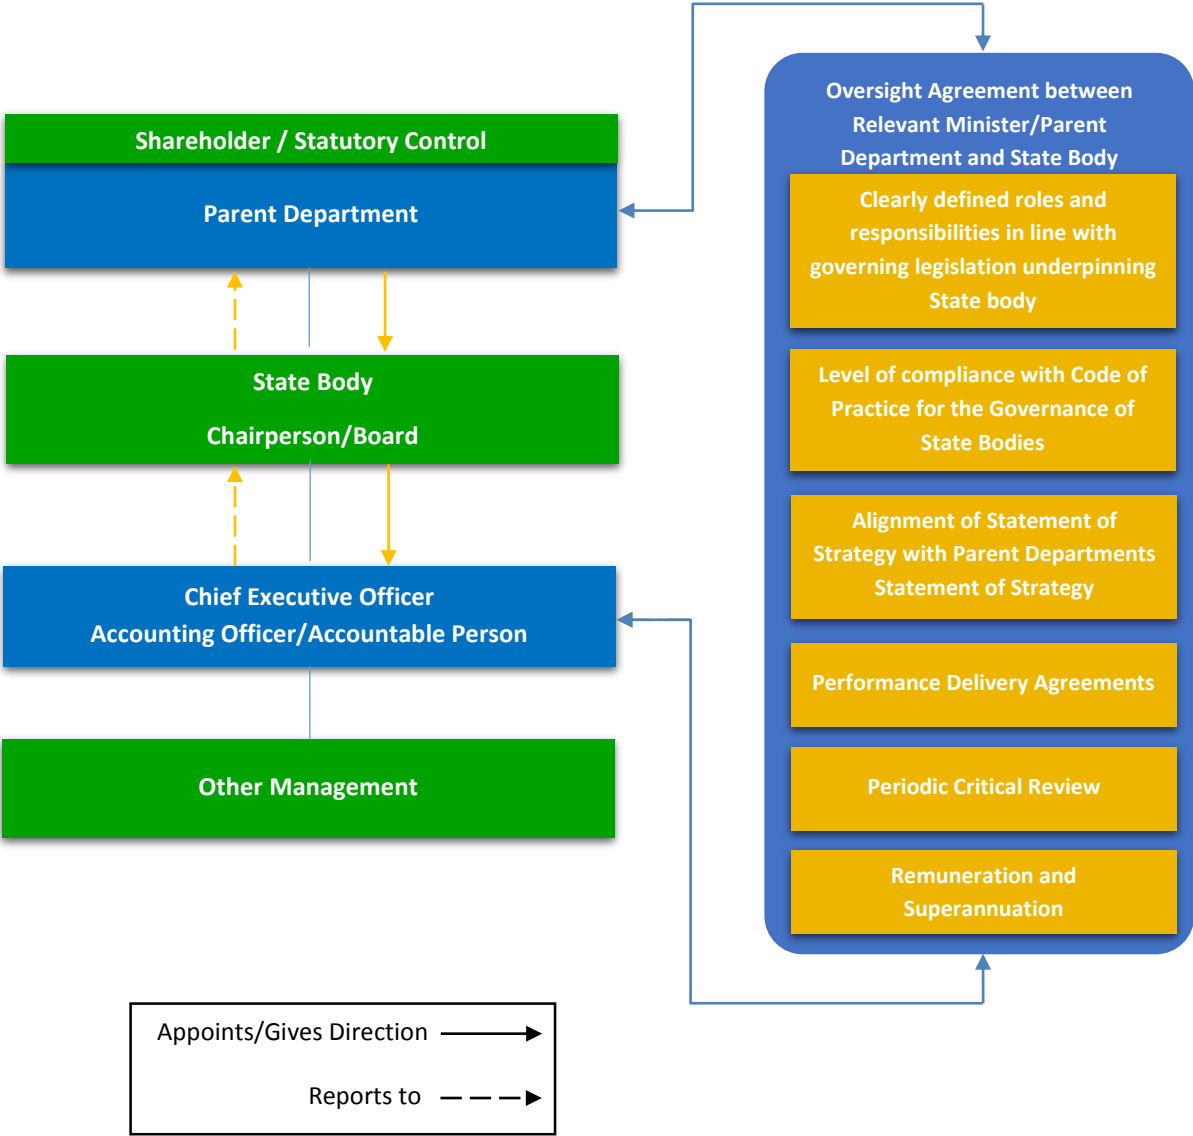 Shareholder / Statutory Control
Parent Department
State Body
Chairperson/Board
Chief Executive Officer
Accounting Officer/Accountable Person
Other Management
Oversight Agreement between
Relevant Minister/Parent
Department and State Body
Clearly defined roles and
responsibilities in line with
governing legislation underpinning
State body
Level of compliance with Code of
Practice for the Governance of
State Bodies
Alignment of Statement of
Strategy with Parent Departments
Statement of Strategy
Performance Delivery Agreements
Periodic Critical Review
Remuneration and
Superannuation
Appoints/Gives Direction
Reports to